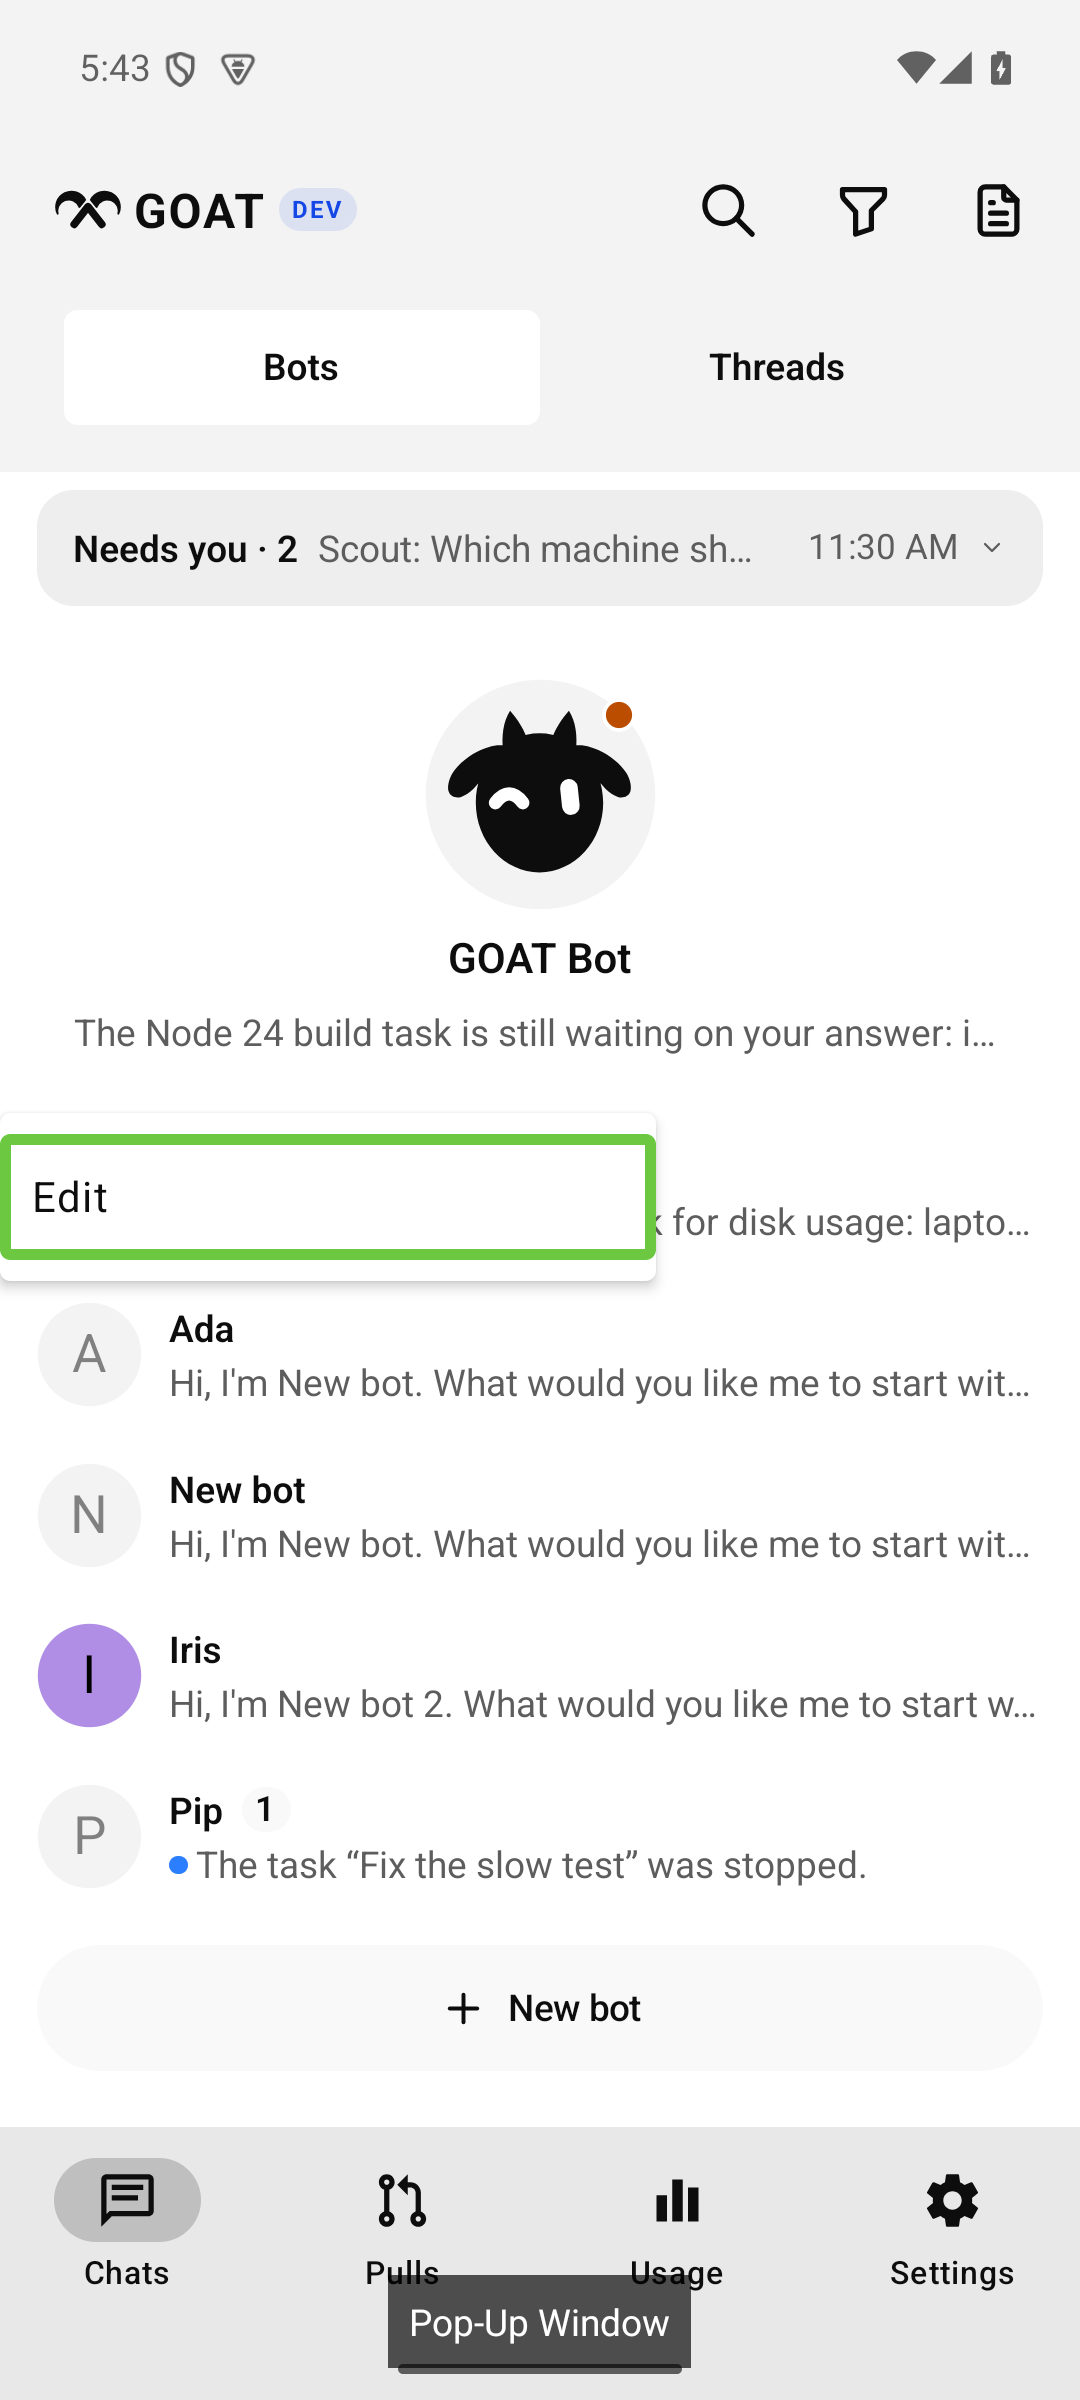 5:43
GOAT DEV
Bots
Threads
Needs you · 2 Scout: Which machine sh... 11:30 AM
GOAT Bot
The Node 24 build task is still waiting on your answer: i...
Edit
for disk usage: lapto...
A
Ada
Hi, I'm New bot. What would you like me to start wit...
N
New bot
Hi, I'm New bot. What would you like me to start wit...
I
Iris
Hi, I'm New bot 2. What would you like me to start w...
P
Pip 1
The task “Fix the slow test” was stopped.
+ New bot
Chats
Pulls
Usage
Settings
Pop-Up Window